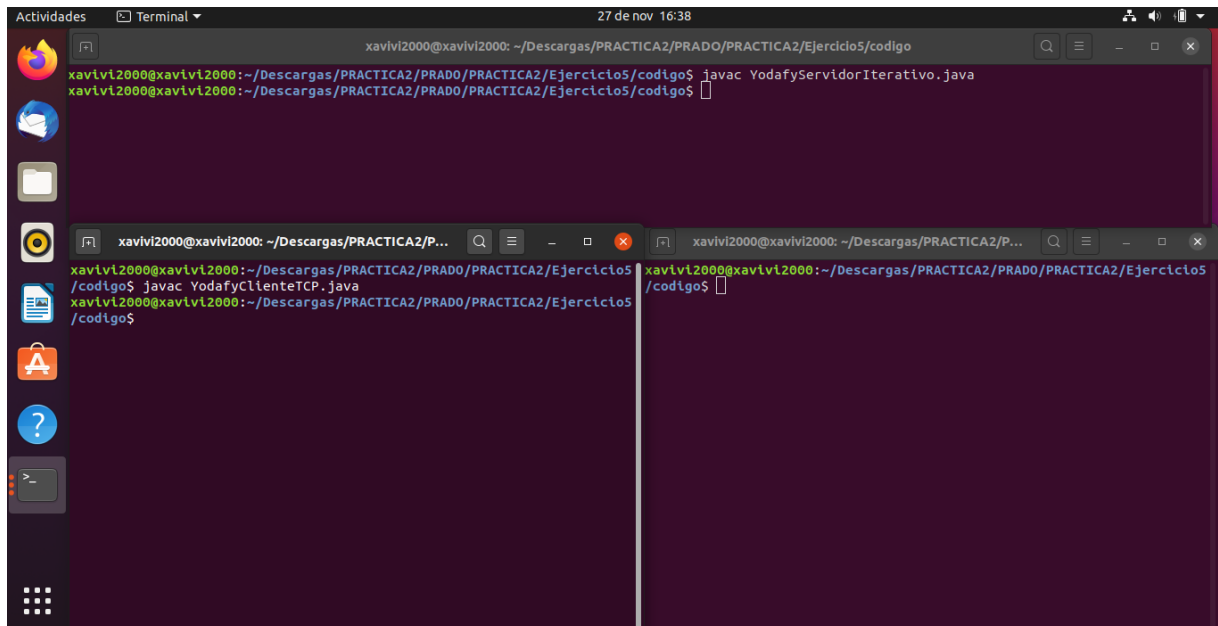 Actividades Terminal 27 de nov 16:38
xavivi2000@xavivi2000: ~/Descargas/PRACTICA2/PRADO/PRACTICA2/Ejercicio5/codigo
xavivi2000@xavivi2000:~/Descargas/PRACTICA2/PRADO/PRACTICA2/Ejercicio5/codigo$ javac YodafyServidorIterativo.java
xavivi2000@xavivi2000:~/Descargas/PRACTICA2/PRADO/PRACTICA2/Ejercicio5/codigo$
xavivi2000@xavivi2000: ~/Descargas/PRACTICA2/P...
xavivi2000@xavivi2000:~/Descargas/PRACTICA2/PRADO/PRACTICA2/Ejercicio5
/codigo$ javac YodafyClienteTCP.java
xavivi2000@xavivi2000:~/Descargas/PRACTICA2/PRADO/PRACTICA2/Ejercicio5
/codigo$
xavivi2000@xavivi2000: ~/Descargas/PRACTICA2/P...
xavivi2000@xavivi2000:~/Descargas/PRACTICA2/PRADO/PRACTICA2/Ejercicio5
/codigo$